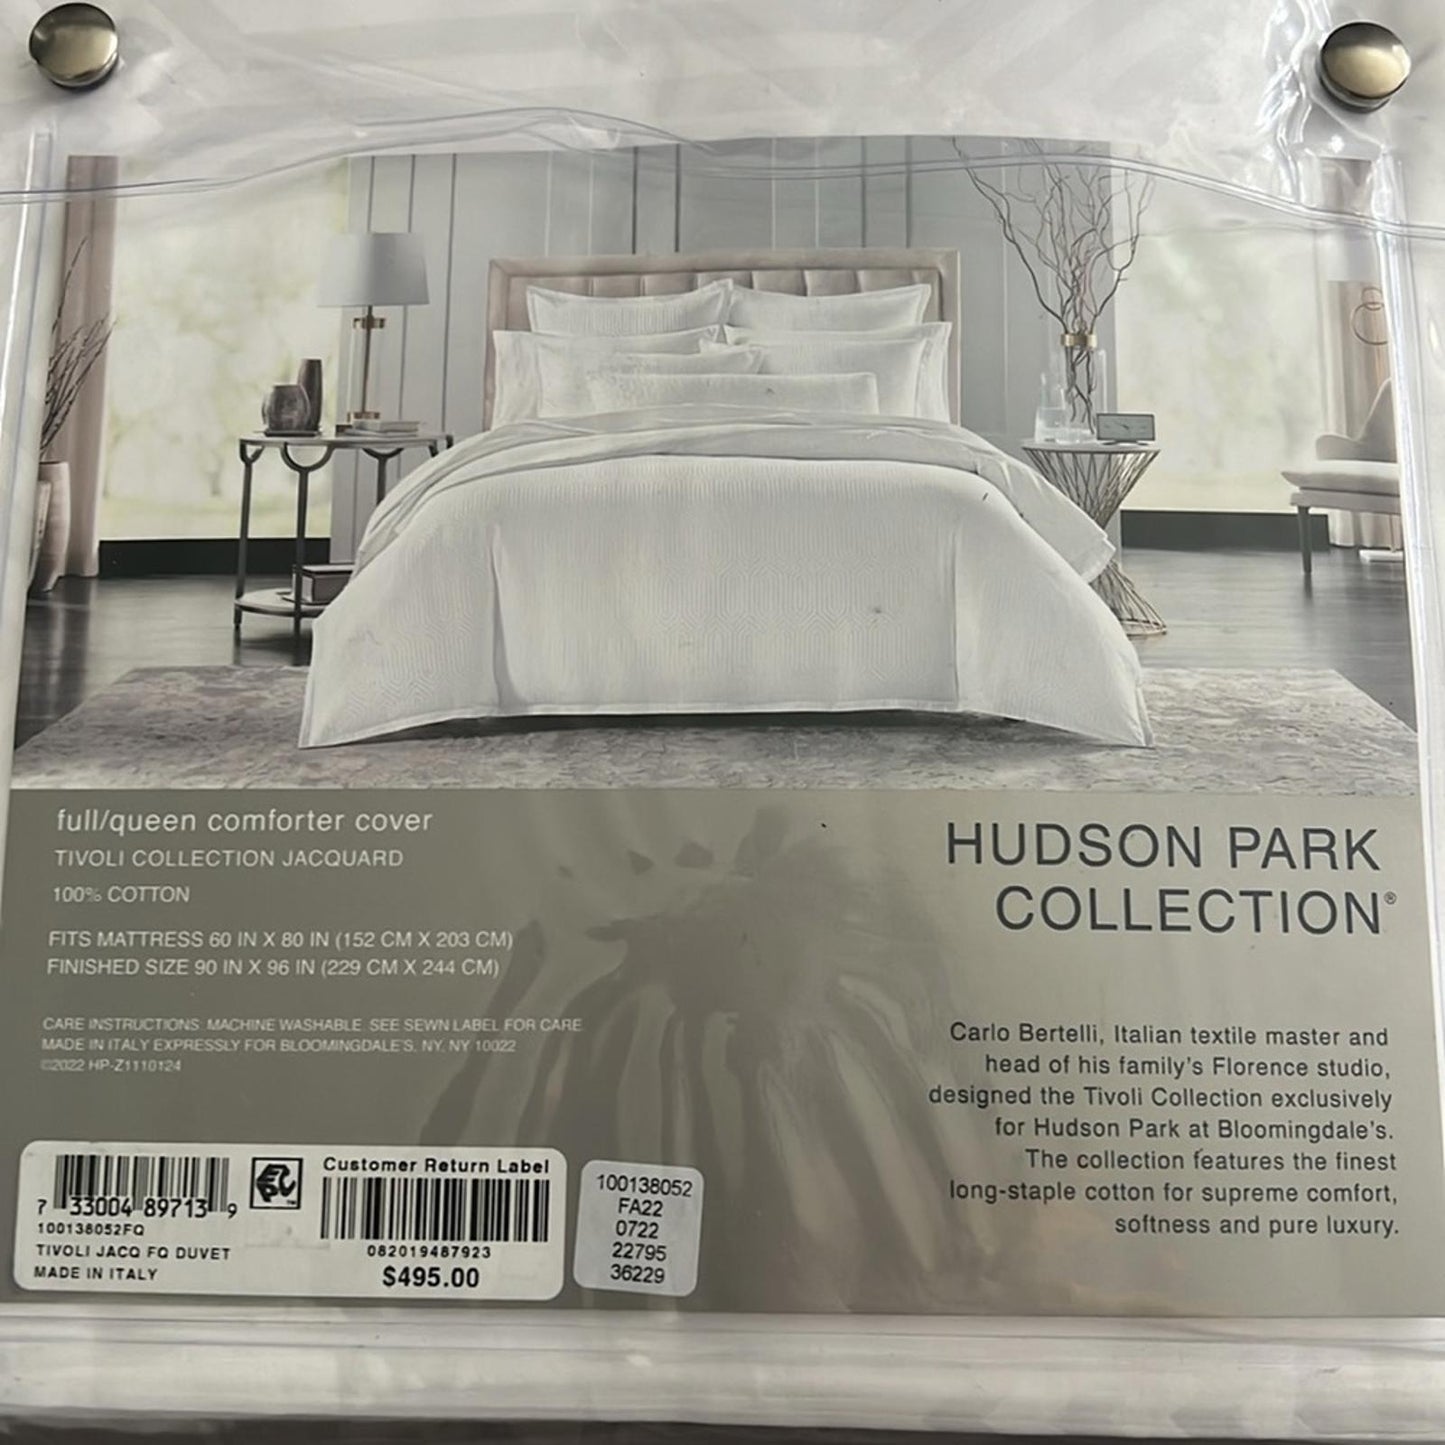 full/queen comforter cover
TIVOLI COLLECTION JACQUARD
100% COTTON
FITS MATTRESS 60 IN X 80 IN (152 CM X 203 CM)
FINISHED SIZE 90 IN X 96 IN (229 CM X 244 CM)
CARE INSTRUCTIONS MACHINE WASHABLE SEE SEWN LABEL FOR CARE
MADE IN ITALY EXPRESSLY FOR BLOOMINGDALE'S, NY, NY 10022
©2022 HP-Z1110124
HUDSON PARK
COLLECTION®
Carlo Bertelli, Italian textile master and
head of his family's Florence studio,
designed the Tivoli Collection exclusively
for Hudson Park at Bloomingdale's.
The collection features the finest
long-staple cotton for supreme comfort,
softness and pure luxury.
7 33004 89713 9
100138052FQ
TIVOLI JACQ FQ DUVET
MADE IN ITALY
Customer Return Label
082019487923
$495.00
100138052
FA22
0722
22795
36229